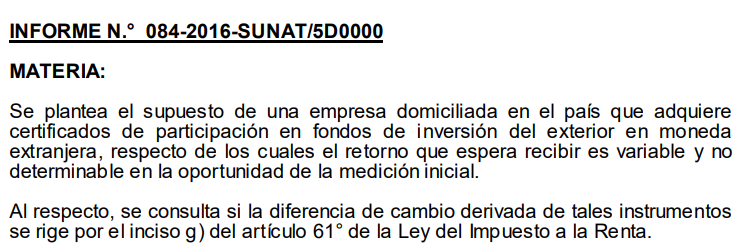 INFORME N.° 084-2016-SUNAT/5D0000
MATERIA:
Se plantea el supuesto de una empresa domiciliada en el país que adquiere
certificados de participación en fondos de inversión del exterior en moneda
extranjera, respecto de los cuales el retorno que espera recibir es variable y no
determinable en la oportunidad de la medición inicial.
Al respecto, se consulta si la diferencia de cambio derivada de tales instrumentos
se rige por el inciso g) del artículo 61° de la Ley del Impuesto a la Renta.